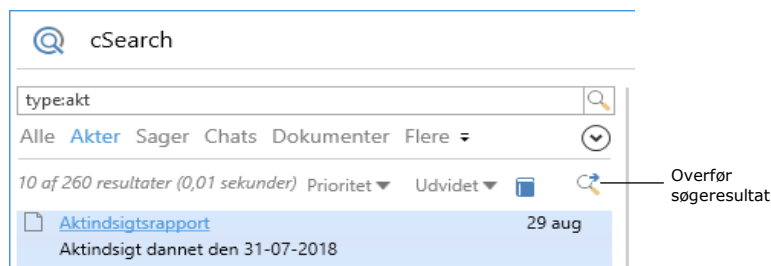 cSearch
type:akt
Alle Akter Sager Chats Dokumenter Flere
10 af 260 resultater (0,01 sekunder) Prioritet Udvidet
Overfør
søgeresultat
Aktindsigtsrapport 29 aug
Aktindsigt dannet den 31-07-2018